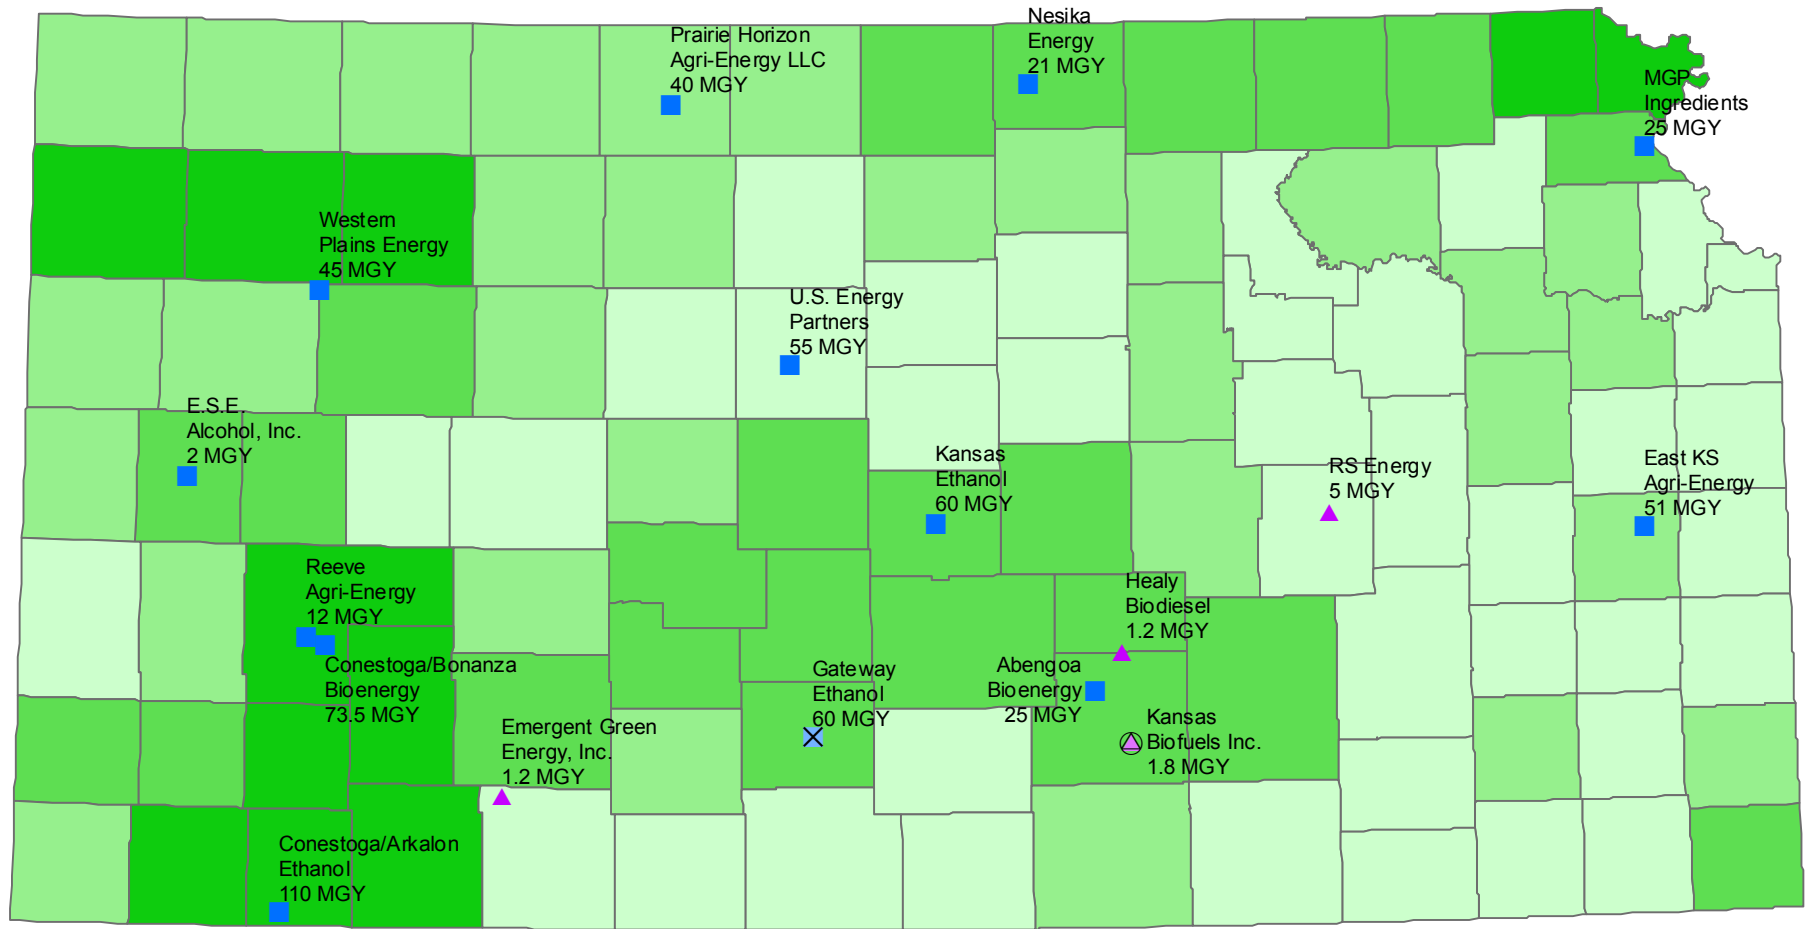 Nesika
Energy
21 MGY
Prairie Horizon
Agri-Energy LLC
40 MGY
MGP
Ingredients
25 MGY
Western
Plains Energy
45 MGY
U.S. Energy
Partners
55 MGY
E.S.E.
Alcohol, Inc.
2 MGY
Kansas
Ethanol
60 MGY
RS Energy
5 MGY
East KS
Agri-Energy
51 MGY
Reeve
Agri-Energy
12 MGY
Healy
Biodiesel
1.2 MGY
Conestoga/Bonanza
Bioenergy
73.5 MGY
Gateway
Ethanol
60 MGY
Abengoa
Bioenergy
25 MGY
Kansas
Biofuels Inc.
1.8 MGY
Emergent Green
Energy, Inc.
1.2 MGY
Conestoga/Arkalon
Ethanol
110 MGY